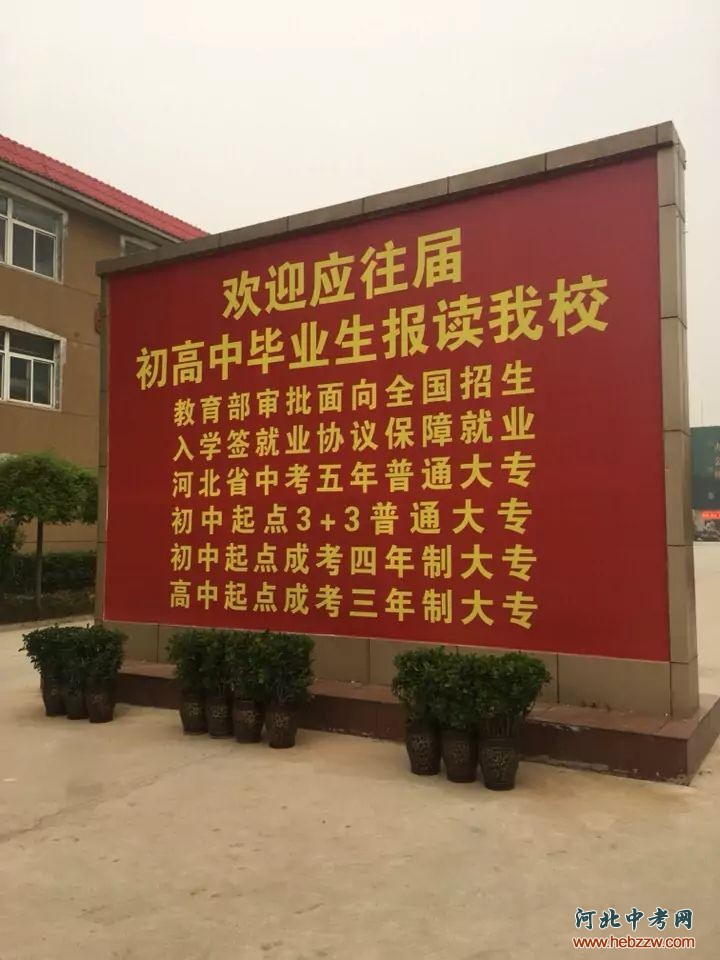 欢迎应往届
初高中毕业生报读我校
教育部审批面向全国招生
入学签就业协议保障就业
河北省中考五年普通大专
初中起点3+3普通大专
初中起点成考四年制大专
高中起点成考三年制大专
河北中考网
www.hebzzw.com